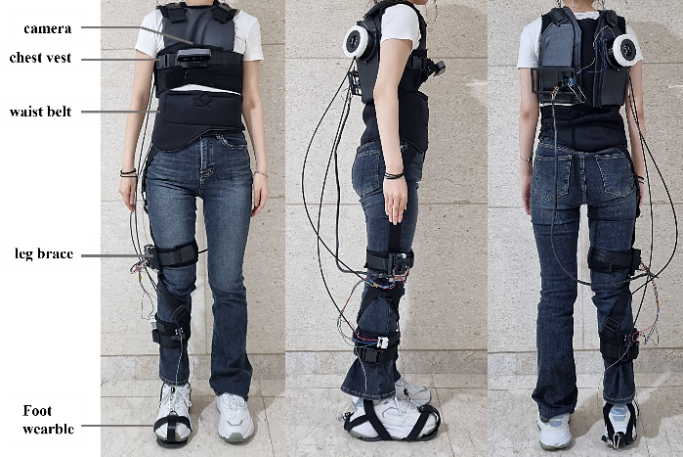 camera
chest vest
waist belt
leg brace
Foot
wearble